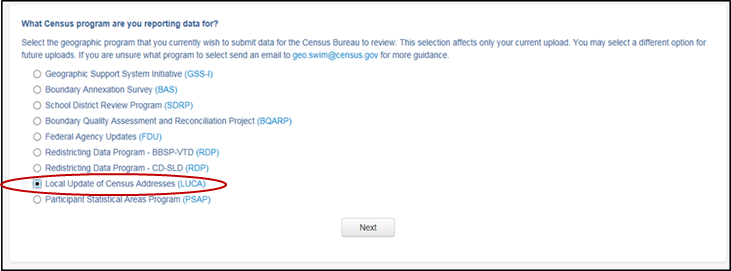 What Census program are you reporting data for?
Select the geographic program that you currently wish to submit data for the Census Bureau to review. This selection affects only your current upload. You may select a different option for
future uploads. If you are unsure what program to select send an email to geo.swim@census.gov for more guidance.
Geographic Support System Initiative (GSS-I)
Boundary Annexation Survey (BAS)
School District Review Program (SDRP)
Boundary Quality Assessment and Reconciliation Project (BQARP)
Federal Agency Updates (FDU)
Redistricting Data Program - BBSP-VTD (RDP)
Redistricting Data Program - CD-SLD (RDP)
Local Update of Census Addresses (LUCA)
Participant Statistical Areas Program (PSAP)
Next